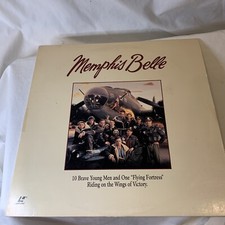 Memphis Belle
10 Brave Young Men and One "Flying Fortress"
Riding on the Wings of Victory.